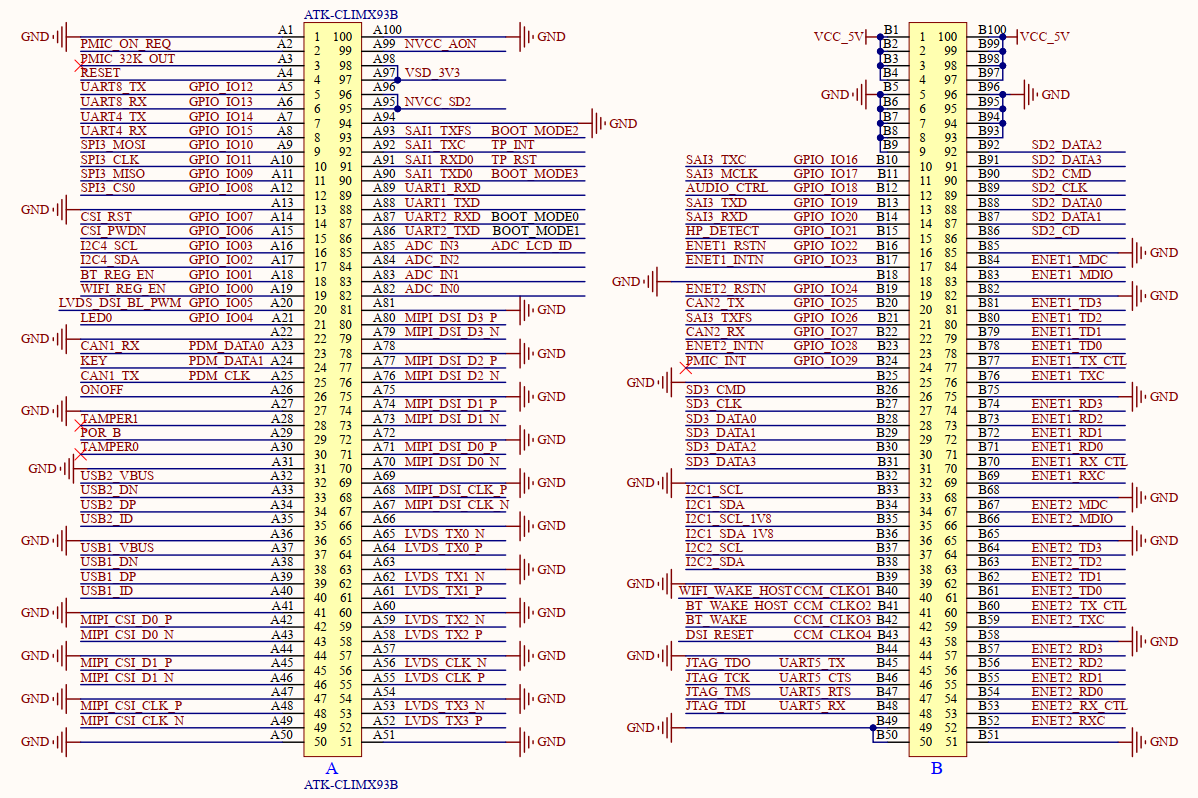 ATK-CLIMX93B
GND A1 1 100 A100 GND
PMIC_ON_REQ A2 2 99 A99 NVCC_AON
PMIC_32K_OUT A3 3 98 A98
RESET A4 4 97 A97 VSD_3V3
UART8_TX GPIO_IO12 A5 5 96 A96
UART8_RX GPIO_IO13 A6 6 95 A95 NVCC_SD2
UART4_TX GPIO_IO14 A7 7 94 A94 GND
UART4_RX GPIO_IO15 A8 8 93 A93 SAI1_TXFS BOOT_MODE2
SPI3_MOSI GPIO_IO10 A9 9 92 A92 SAI1_TXC TP_INT
SPI3_CLK GPIO_IO11 A10 10 91 A91 SAI1_RXD0 TP_RST
SPI3_MISO GPIO_IO09 A11 11 90 A90 SAI1_TXD0 BOOT_MODE3
SPI3_CS0 GPIO_IO08 A12 12 89 A89 UART1_RXD
GND A13 13 88 A88 UART1_TXD
CSI_RST GPIO_IO07 A14 14 87 A87 UART2_RXD BOOT_MODE0
CSI_PWDN GPIO_IO06 A15 15 86 A86 UART2_TXD BOOT_MODE1
I2C4_SCL GPIO_IO03 A16 16 85 A85 ADC_IN3 ADC_LCD_ID
I2C4_SDA GPIO_IO02 A17 17 84 A84 ADC_IN2
BT_REG_EN GPIO_IO01 A18 18 83 A83 ADC_IN1
WIFI_REG_EN GPIO_IO00 A19 19 82 A82 ADC_IN0
LVDS_DSI_BL_PWM GPIO_IO05 A20 20 81 A81 GND
LED0 GPIO_IO04 A21 21 80 A80 MIPI_DSI_D3_P
GND A22 22 79 A79 MIPI_DSI_D3_N
CAN1_RX PDM_DATA0 A23 23 78 A78 GND
KEY PDM_DATA1 A24 24 77 A77 MIPI_DSI_D2_P
CAN1_TX PDM_CLK A25 25 76 A76 MIPI_DSI_D2_N
ONOFF A26 26 75 A75 GND
GND A27 27 74 A74 MIPI_DSI_D1_P
TAMPER1 A28 28 73 A73 MIPI_DSI_D1_N
POR_B A29 29 72 A72 GND
TAMPER0 A30 30 71 A71 MIPI_DSI_D0_P
GND A31 31 70 A70 MIPI_DSI_D0_N
USB2_VBUS A32 32 69 A69 GND
USB2_DN A33 33 68 A68 MIPI_DSI_CLK_P
USB2_DP A34 34 67 A67 MIPI_DSI_CLK_N
USB2_ID A35 35 66 A66 GND
GND A36 36 65 A65 LVDS_TX0_N
USB1_VBUS A37 37 64 A64 LVDS_TX0_P
USB1_DN A38 38 63 A63 GND
USB1_DP A39 39 62 A62 LVDS_TX1_N
USB1_ID A40 40 61 A61 LVDS_TX1_P
GND A41 41 60 A60 GND
MIPI_CSI_D0_P A42 42 59 A59 LVDS_TX2_N
MIPI_CSI_D0_N A43 43 58 A58 LVDS_TX2_P
GND A44 44 57 A57 GND
MIPI_CSI_D1_P A45 45 56 A56 LVDS_CLK_N
MIPI_CSI_D1_N A46 46 55 A55 LVDS_CLK_P
GND A47 47 54 A54 GND
MIPI_CSI_CLK_P A48 48 53 A53 LVDS_TX3_N
MIPI_CSI_CLK_N A49 49 52 A52 LVDS_TX3_P
GND A50 50 51 A51 GND
A
ATK-CLIMX93B
VCC_5V B1 1 100 B100 VCC_5V
B2 2 99 B99
B3 3 98 B98
B4 4 97 B97
GND B5 5 96 B96 GND
B6 6 95 B95
B7 7 94 B94
B8 8 93 B93
B9 9 92 B92 SD2_DATA2
SAI3_TXC GPIO_IO16 B10 10 91 B91 SD2_DATA3
SAI3_MCLK GPIO_IO17 B11 11 90 B90 SD2_CMD
AUDIO_CTRL GPIO_IO18 B12 12 89 B89 SD2_CLK
SAI3_TXD GPIO_IO19 B13 13 88 B88 SD2_DATA0
SAI3_RXD GPIO_IO20 B14 14 87 B87 SD2_DATA1
HP_DETECT GPIO_IO21 B15 15 86 B86 SD2_CD
ENET1_RSTN GPIO_IO22 B16 16 85 B85 GND
ENET1_INTN GPIO_IO23 B17 17 84 B84 ENET1_MDC
GND B18 18 83 B83 ENET1_MDIO
ENET2_RSTN GPIO_IO24 B19 19 82 B82 GND
CAN2_TX GPIO_IO25 B20 20 81 B81 ENET1_TD3
SAI3_TXFS GPIO_IO26 B21 21 80 B80 ENET1_TD2
CAN2_RX GPIO_IO27 B22 22 79 B79 ENET1_TD1
ENET2_INTN GPIO_IO28 B23 23 78 B78 ENET1_TD0
PMIC_INT GPIO_IO29 B24 24 77 B77 ENET1_TX_CTL
GND B25 25 76 B76 ENET1_TXC
SD3_CMD B26 26 75 B75 GND
SD3_CLK B27 27 74 B74 ENET1_RD3
SD3_DATA0 B28 28 73 B73 ENET1_RD2
SD3_DATA1 B29 29 72 B72 ENET1_RD1
SD3_DATA2 B30 30 71 B71 ENET1_RD0
SD3_DATA3 B31 31 70 B70 ENET1_RX_CTL
GND B32 32 69 B69 ENET1_RXC
I2C1_SCL B33 33 68 B68 GND
I2C1_SDA B34 34 67 B67 ENET2_MDC
I2C1_SCL_1V8 B35 35 66 B66 ENET2_MDIO
I2C1_SDA_1V8 B36 36 65 B65 GND
I2C2_SCL B37 37 64 B64 ENET2_TD3
I2C2_SDA B38 38 63 B63 ENET2_TD2
GND B39 39 62 B62 ENET2_TD1
WIFI_WAKE_HOST CCM_CLKO1 B40 40 61 B61 ENET2_TD0
BT_WAKE_HOST CCM_CLKO2 B41 41 60 B60 ENET2_TX_CTL
BT_WAKE CCM_CLKO3 B42 42 59 B59 ENET2_TXC
DSI_RESET CCM_CLKO4 B43 43 58 B58 GND
GND B44 44 57 B57 ENET2_RD3
JTAG_TDO UART5_TX B45 45 56 B56 ENET2_RD2
JTAG_TCK UART5_CTS B46 46 55 B55 ENET2_RD1
JTAG_TMS UART5_RTS B47 47 54 B54 ENET2_RD0
JTAG_TDI UART5_RX B48 48 53 B53 ENET2_RX_CTL
GND B49 49 52 B52 ENET2_RXC
B50 50 51 B51 GND
B